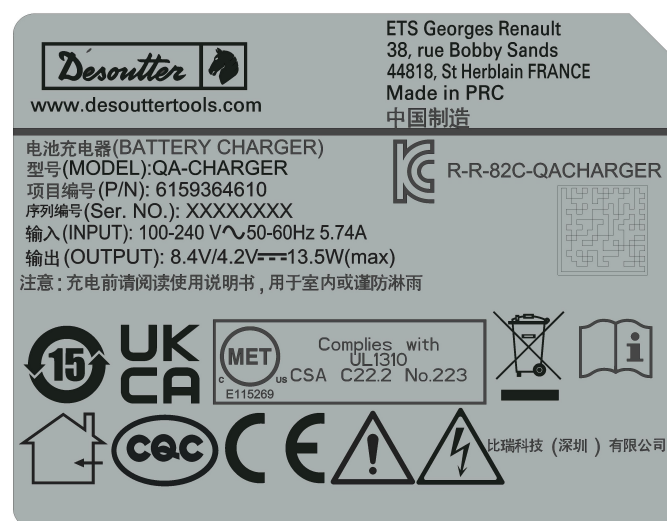 Desoutter
www.desouttertools.com
ETS Georges Renault
38, rue Bobby Sands
44818, St Herblain FRANCE
Made in PRC
中国制造
电池充电器(BATTERY CHARGER)
型号(MODEL):QA-CHARGER
项目编号(P/N): 6159364610
序列编号(Ser. NO.): XXXXXXXX
输入(INPUT): 100-240 V~50-60Hz 5.74A
输出(OUTPUT): 8.4V/4.2V⎓13.5W(max)
注意:充电前请阅读使用说明书,用于室内或谨防淋雨
R-R-82C-QACHARGER
15
UK
CA
MET
C US
E115269
Complies with
UL1310
CSA C22.2 No.223
i
CQC
CE
!
比瑞科技(深圳)有限公司